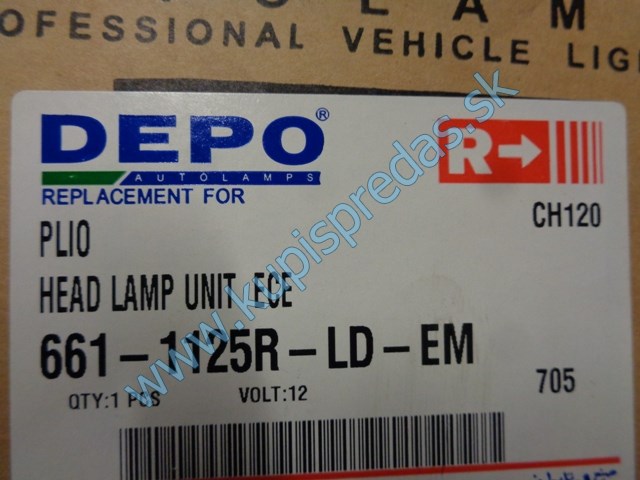 L A M
OFESSIONAL VEHICLE LIG
DEPO®
AUTOLAMPS
REPLACEMENT FOR
R→
CH120
PLIO
HEAD LAMP UNIT, ECE
661-1125R-LD-EM
QTY:1 PCS VOLT:12
705
www.kupispredas.sk